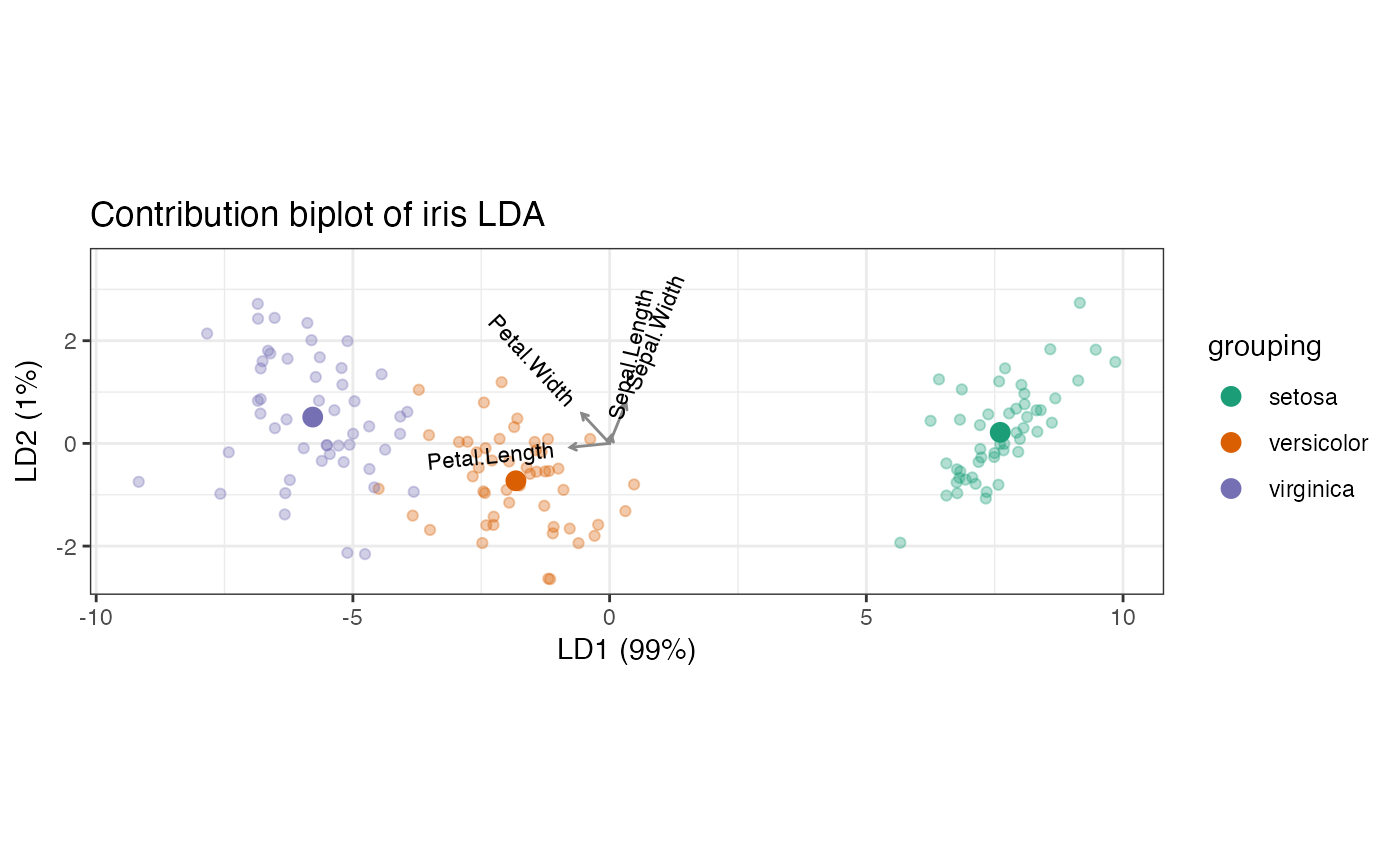 Contribution biplot of iris LDA
LD2 (1%)
2
0
-2
Petal.Width
Sepal.Length
Sepal.Width
Petal.Length
-10
-5
0
5
10
LD1 (99%)
grouping
setosa
versicolor
virginica